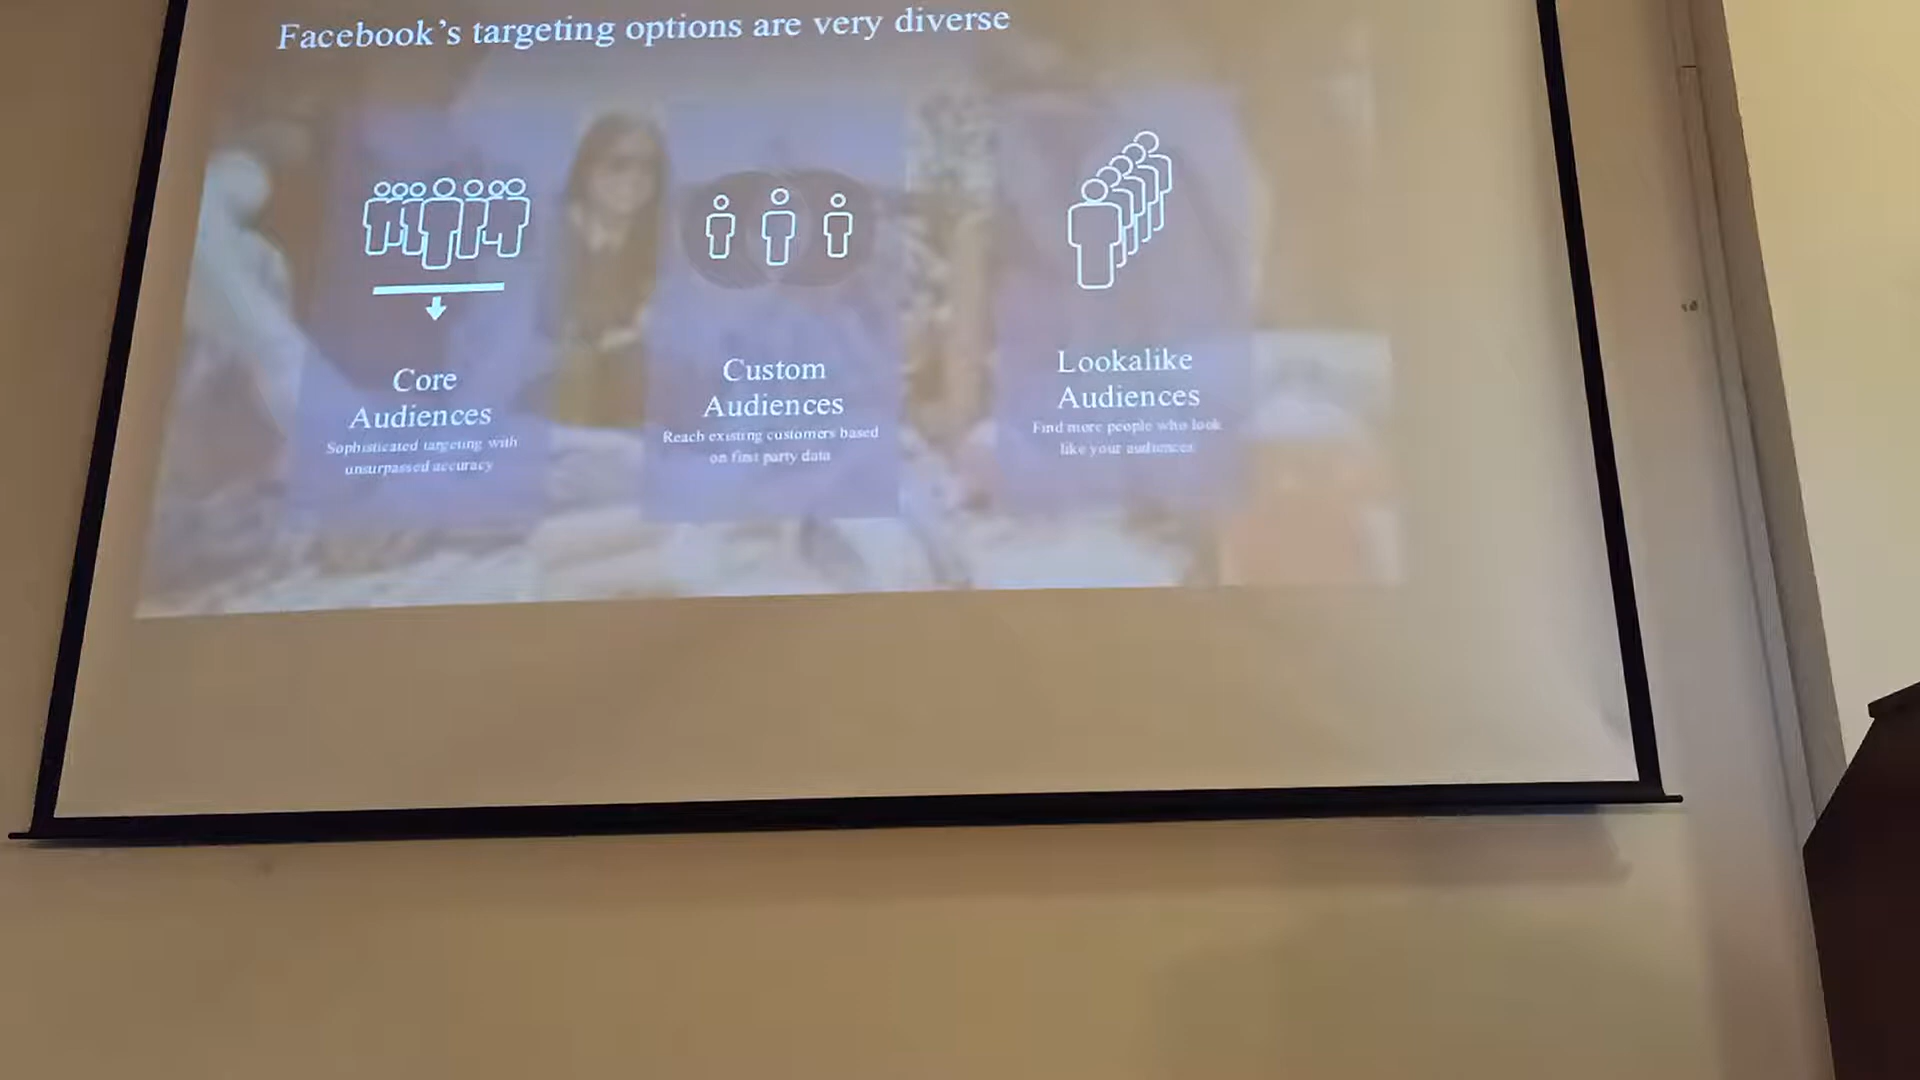 Facebook's targeting options are very diverse
Core
Audiences
Sophisticated targeting with
unsurpassed accuracy
Custom
Audiences
Reach existing customers based
on first party data
Lookalike
Audiences
Find more people who look
like your audiences